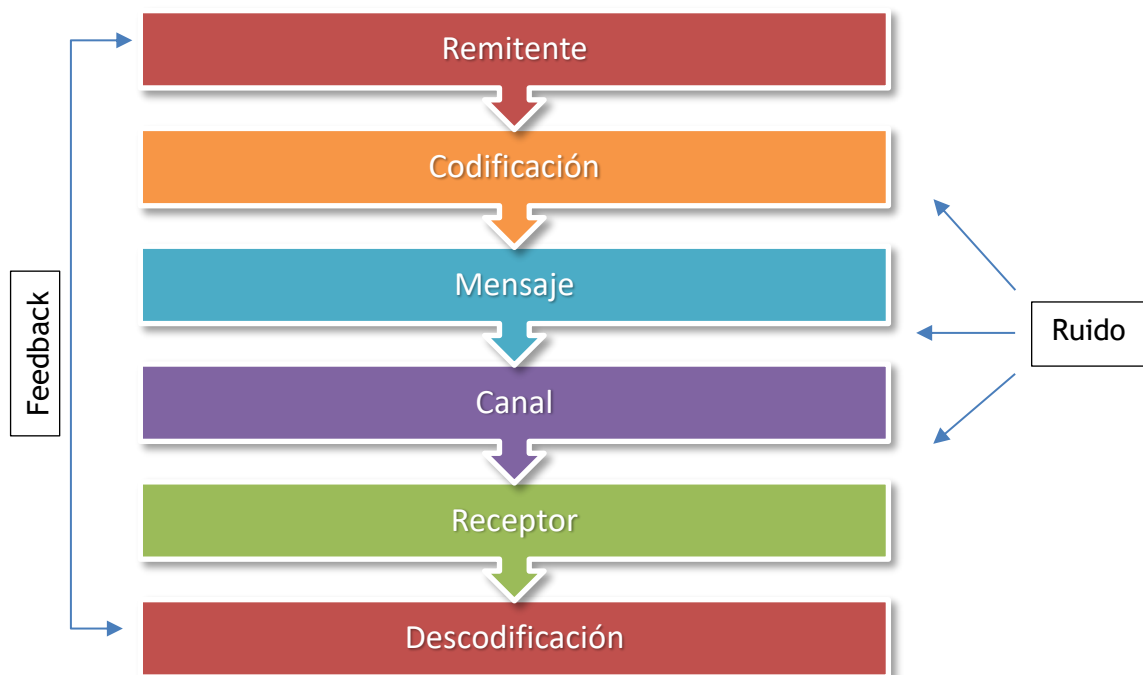 Remitente
Codificación
Mensaje
Canal
Receptor
Descodificación
Feedback
Ruido